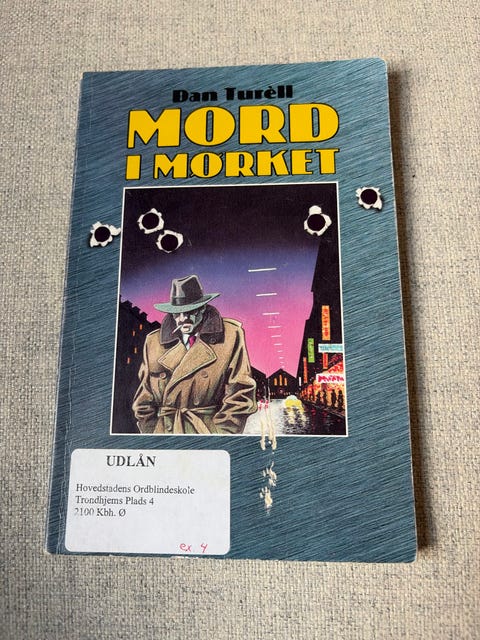 Dan Turèll
MORD
I MØRKET
UDLÅN
Hovedstadens Ordblindeskole
Trondhjems Plads 4
2100 Kbh. Ø
ex. 4